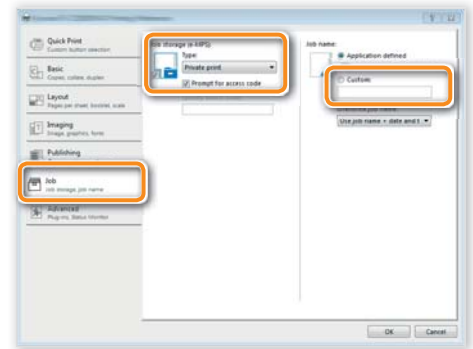 Quick Print
Custom button selection
Basic
Copies, collate, duplex
Layout
Pages per sheet, booklet, scale
Imaging
Image, graphics, fonts
Publishing
Job
Job storage, job name
Advanced
Plug-ins, Status Monitor
Job storage (e-MPS)
Type:
Private print
Prompt for access code
Job name:
Application defined
Custom:
Use job name + date and t
OK
Cancel